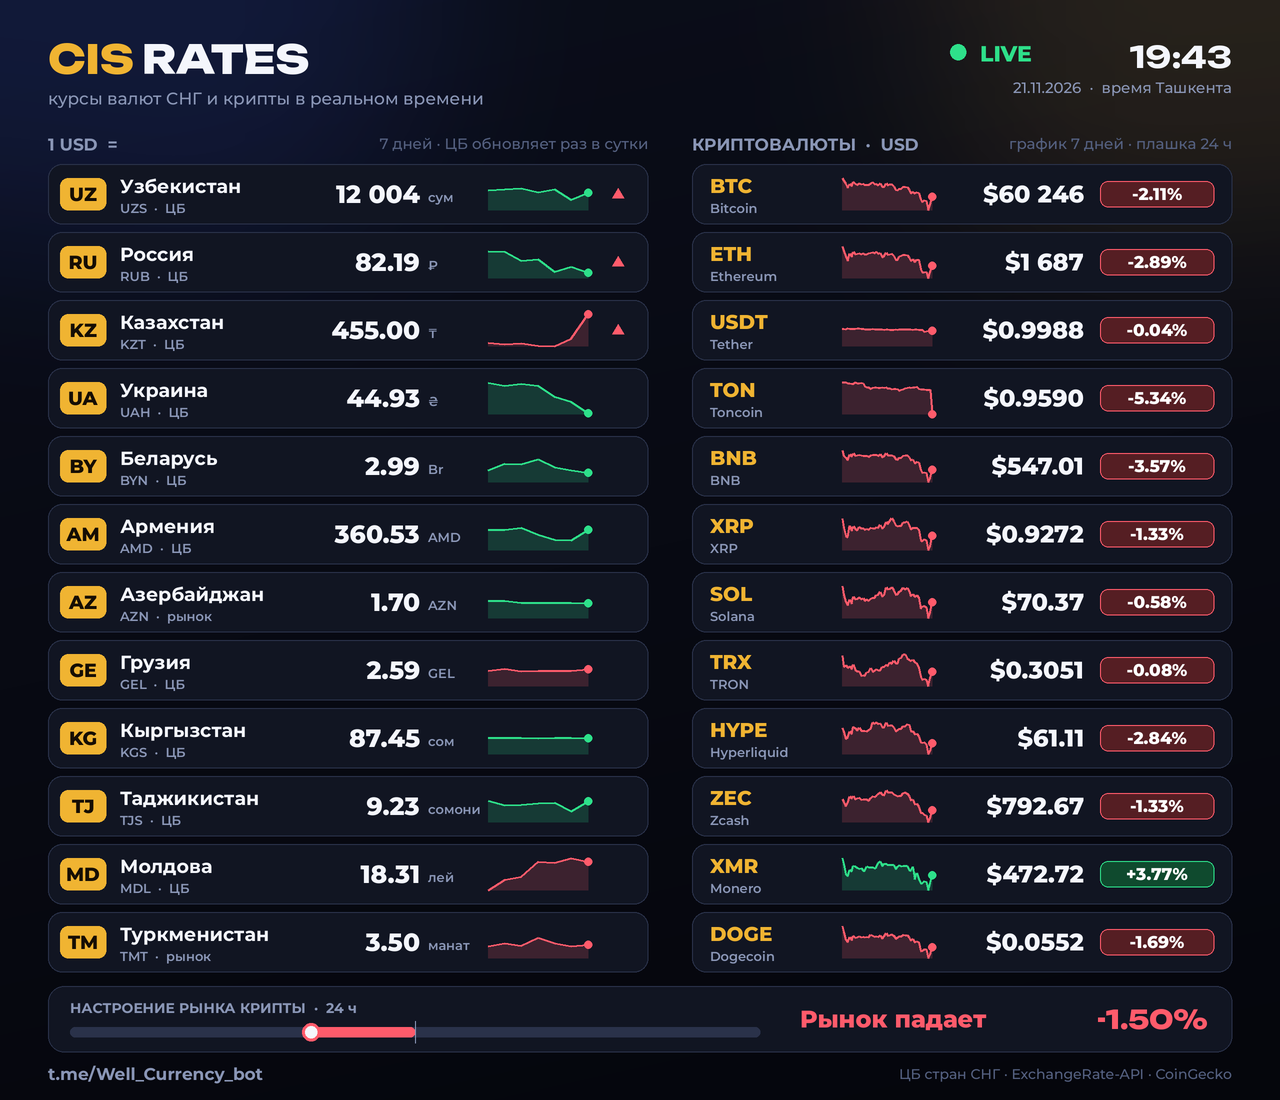 CIS RATES
курсы валют СНГ и крипты в реальном времени
LIVE 19:43
21.11.2026 · время Ташкента
1 USD = 7 дней · ЦБ обновляет раз в сутки
UZ Узбекистан 12 004 сум
UZS · ЦБ
RU Россия 82.19 ₽
RUB · ЦБ
KZ Казахстан 455.00 ₸
KZT · ЦБ
UA Украина 44.93 ₴
UAH · ЦБ
BY Беларусь 2.99 Br
BYN · ЦБ
AM Армения 360.53 AMD
AMD · ЦБ
AZ Азербайджан 1.70 AZN
AZN · рынок
GE Грузия 2.59 GEL
GEL · ЦБ
KG Кыргызстан 87.45 сом
KGS · ЦБ
TJ Таджикистан 9.23 сомони
TJS · ЦБ
MD Молдова 18.31 лей
MDL · ЦБ
TM Туркменистан 3.50 манат
TMT · рынок
КРИПТОВАЛЮТЫ · USD график 7 дней · плашка 24 ч
BTC $60 246 -2.11%
Bitcoin
ETH $1 687 -2.89%
Ethereum
USDT $0.9988 -0.04%
Tether
TON $0.9590 -5.34%
Toncoin
BNB $547.01 -3.57%
BNB
XRP $0.9272 -1.33%
XRP
SOL $70.37 -0.58%
Solana
TRX $0.3051 -0.08%
TRON
HYPE $61.11 -2.84%
Hyperliquid
ZEC $792.67 -1.33%
Zcash
XMR $472.72 +3.77%
Monero
DOGE $0.0552 -1.69%
Dogecoin
НАСТРОЕНИЕ РЫНКА КРИПТЫ · 24 ч
Рынок падает -1.50%
t.me/Well_Currency_bot
ЦБ стран СНГ · ExchangeRate-API · CoinGecko